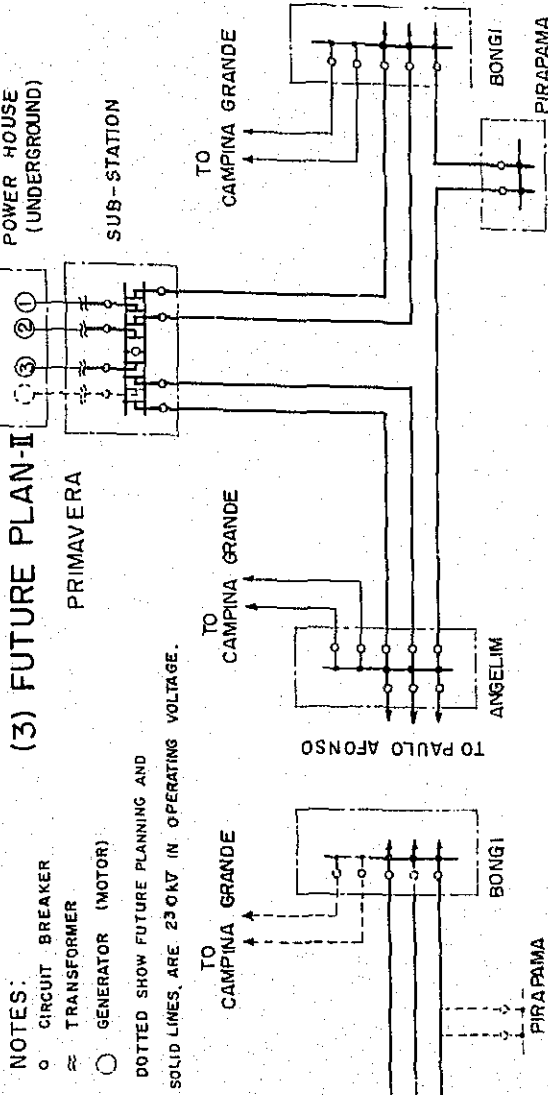 NOTES:
○ CIRCUIT BREAKER
≈ TRANSFORMER
○ GENERATOR (MOTOR)
DOTTED SHOW FUTURE PLANNING AND
SOLID LINES, ARE 230KV IN OPERATING VOLTAGE.
(3) FUTURE PLAN-II
PRIMAVERA
POWER HOUSE
(UNDERGROUND)
3 2 1
SUB-STATION
TO
CAMPINA GRANDE
BONGI
PIRAPAMA
TO
CAMPINA GRANDE
ANGELIM
TO PAULO AFONSO
TO
CAMPINA GRANDE
BONGI
PIRAPAMA